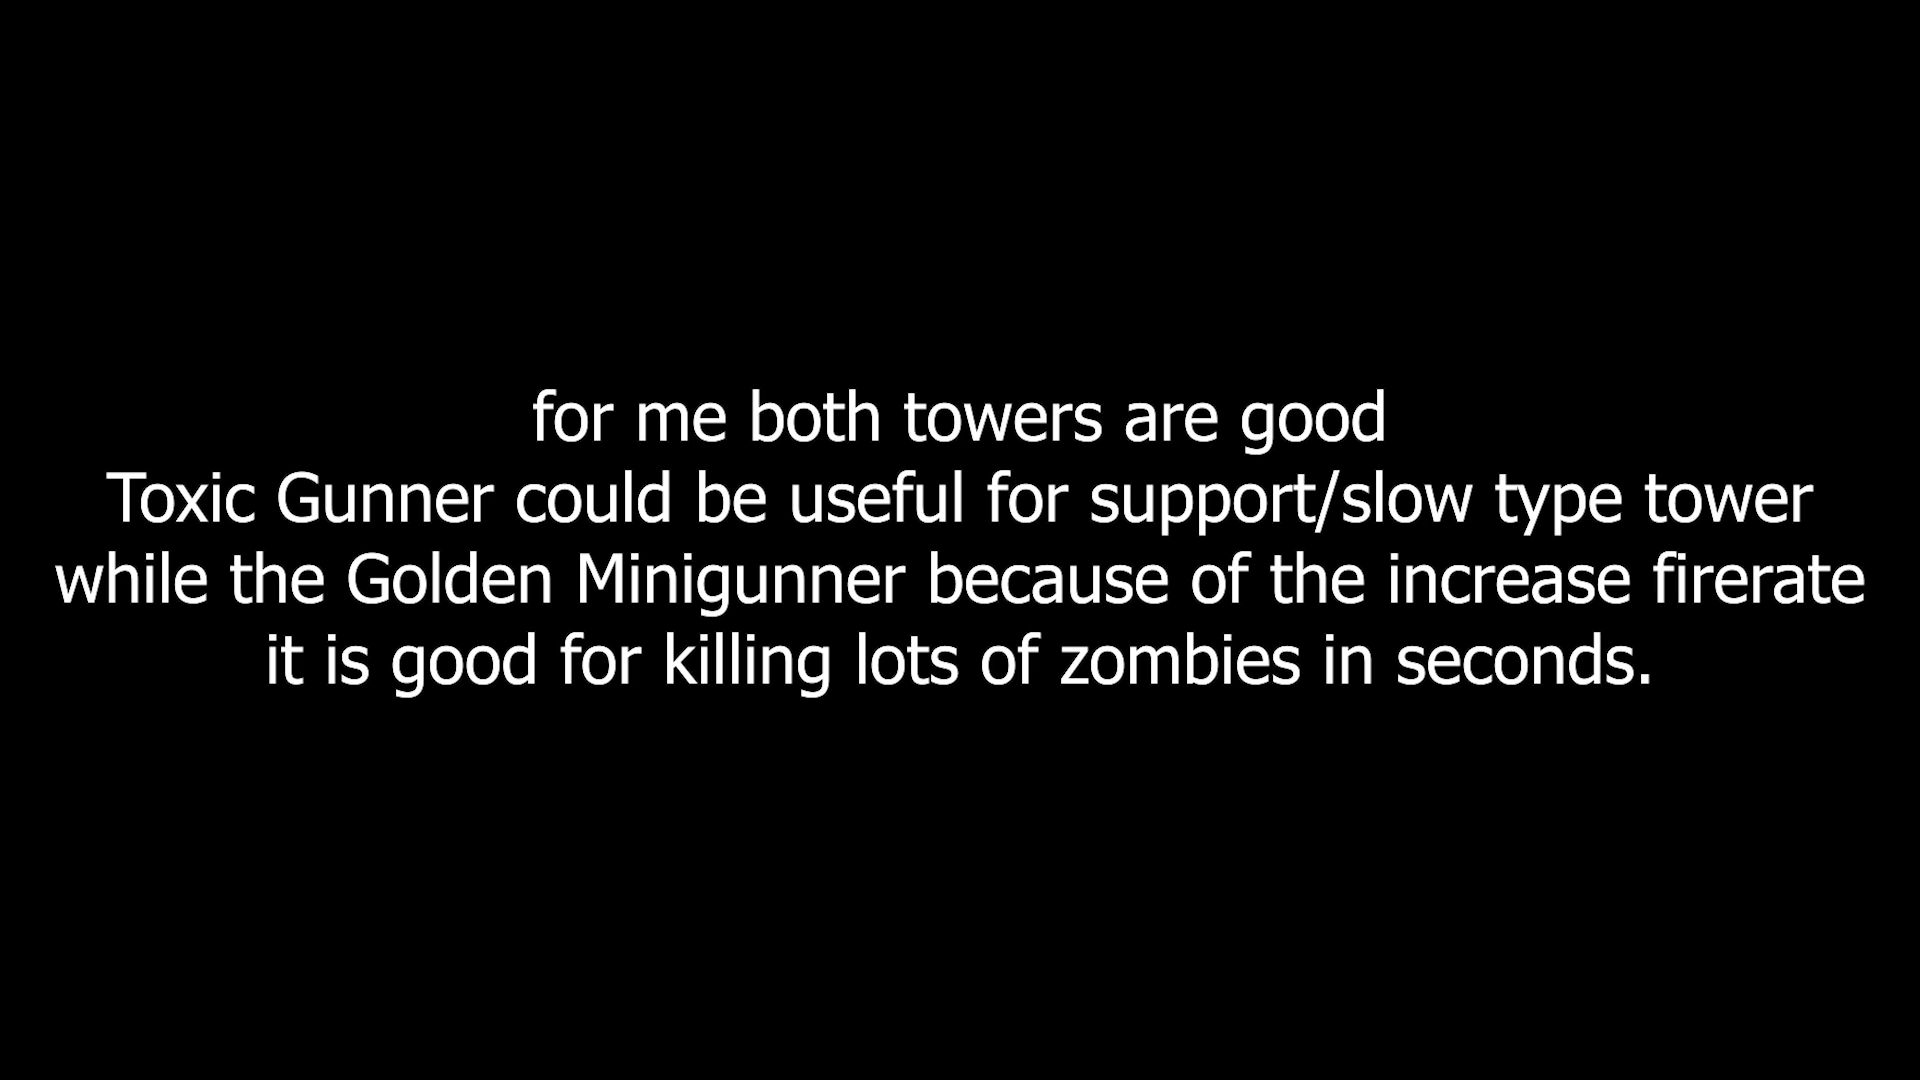 for me both towers are good
Toxic Gunner could be useful for support/slow type tower
while the Golden Minigunner because of the increase firerate
it is good for killing lots of zombies in seconds.